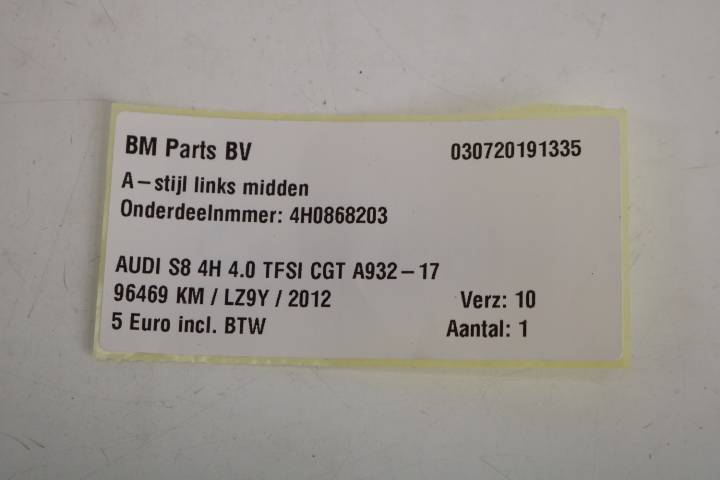 BM Parts BV 030720191335
A-stijl links midden
Onderdeelnmmer: 4H0868203
AUDI S8 4H 4.0 TFSI CGT A932-17
96469 KM / LZ9Y / 2012 Verz: 10
5 Euro incl. BTW Aantal: 1